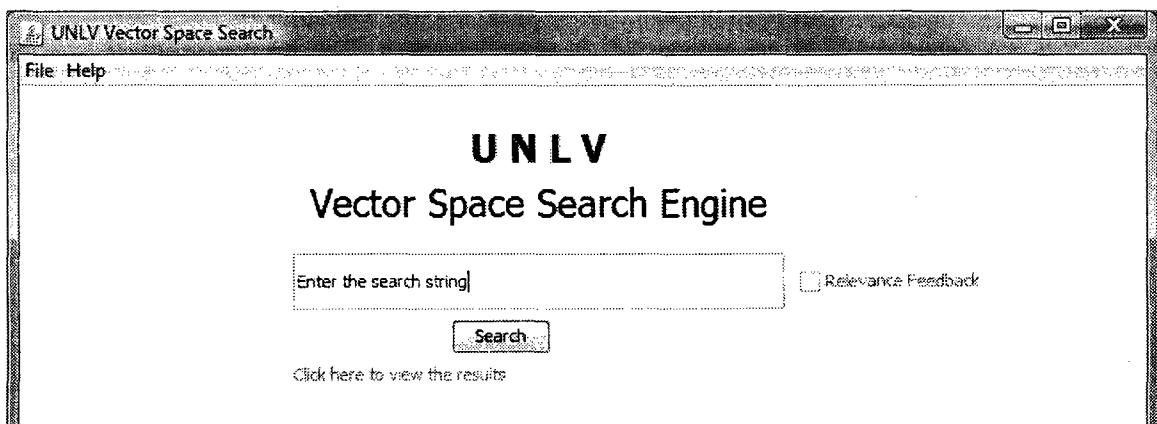 UNLV Vector Space Search
File Help
U N L V
Vector Space Search Engine
Enter the search string
Relevance Feedback
Search
Click here to view the results